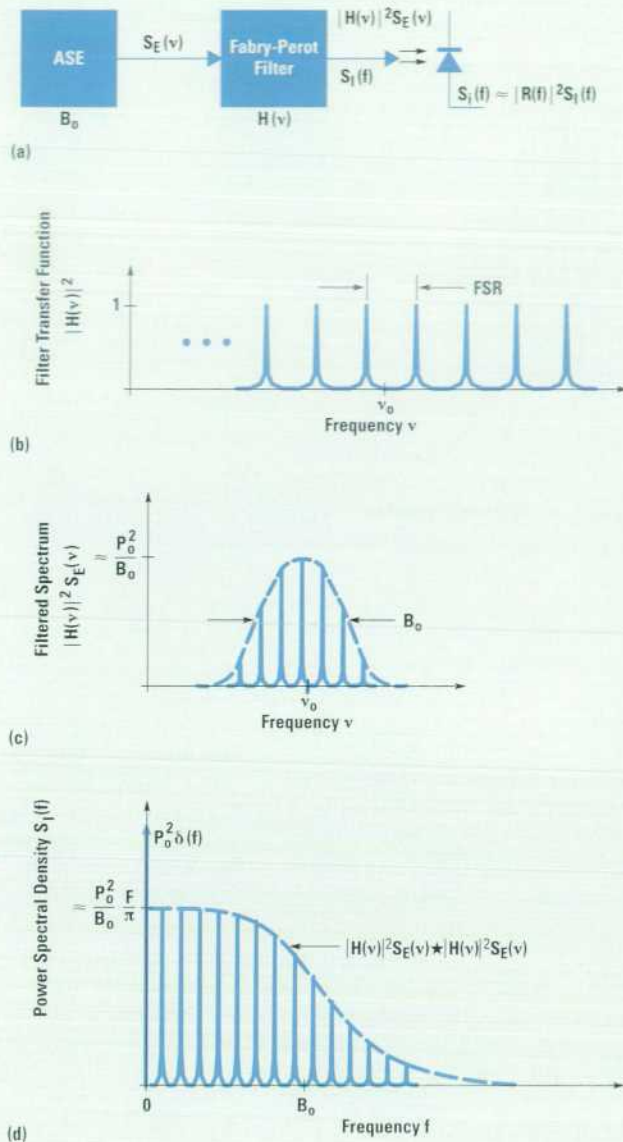 ASE
S_E(ν)
Fabry-Perot
Filter
|H(ν)|²S_E(ν)
S_I(f)
S_i(f) ≈ |R(f)|²S_I(f)
B_o
H(ν)
(a)
Filter Transfer Function
|H(ν)|²
1
FSR
ν_o
Frequency ν
(b)
Filtered Spectrum
|H(ν)|² S_E(ν)
≈ P_o²/B_o
B_o
ν_o
Frequency ν
(c)
Power Spectral Density S_I(f)
P_o²δ(f)
≈ P_o²/B_o F/π
|H(ν)|²S_E(ν)★|H(ν)|²S_E(ν)
0
B_o
Frequency f
(d)